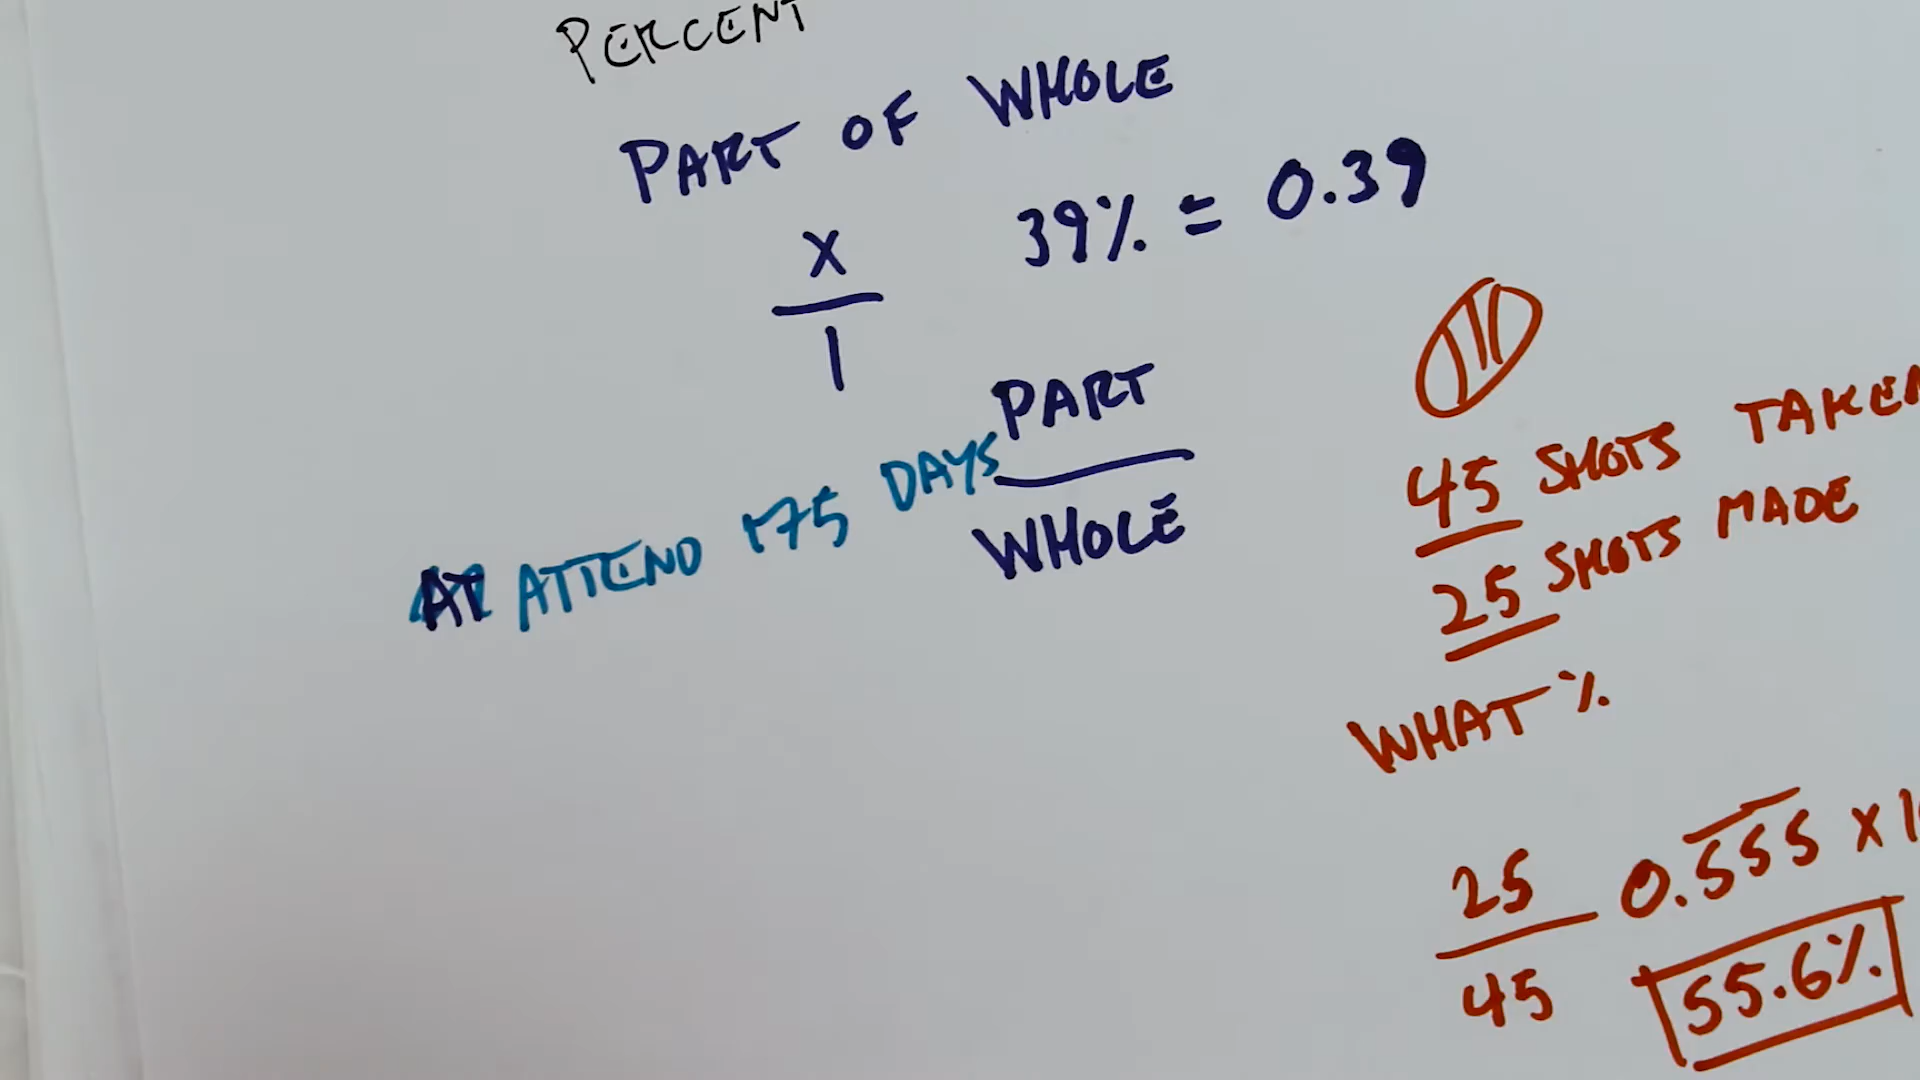 PERCENT
PART OF WHOLE
X
1
39% = 0.39
PART
WHOLE
ATTEND 175 DAYS
45 SHOTS TAKEN
25 SHOTS MADE
WHAT %
25
45
0.555 X 1
55.6%